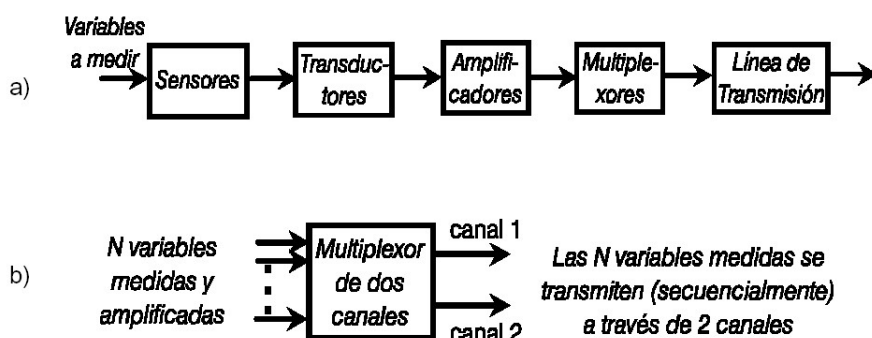 Variables
a medir
a)
Sensores
Transduc-
tores
Amplifi-
cadores
Multiple-
xores
Línea de
Transmisión
b)
N variables
medidas y
amplificadas
Multiplexor
de dos
canales
canal 1
canal 2
Las N variables medidas se
transmiten (secuencialmente)
a través de 2 canales